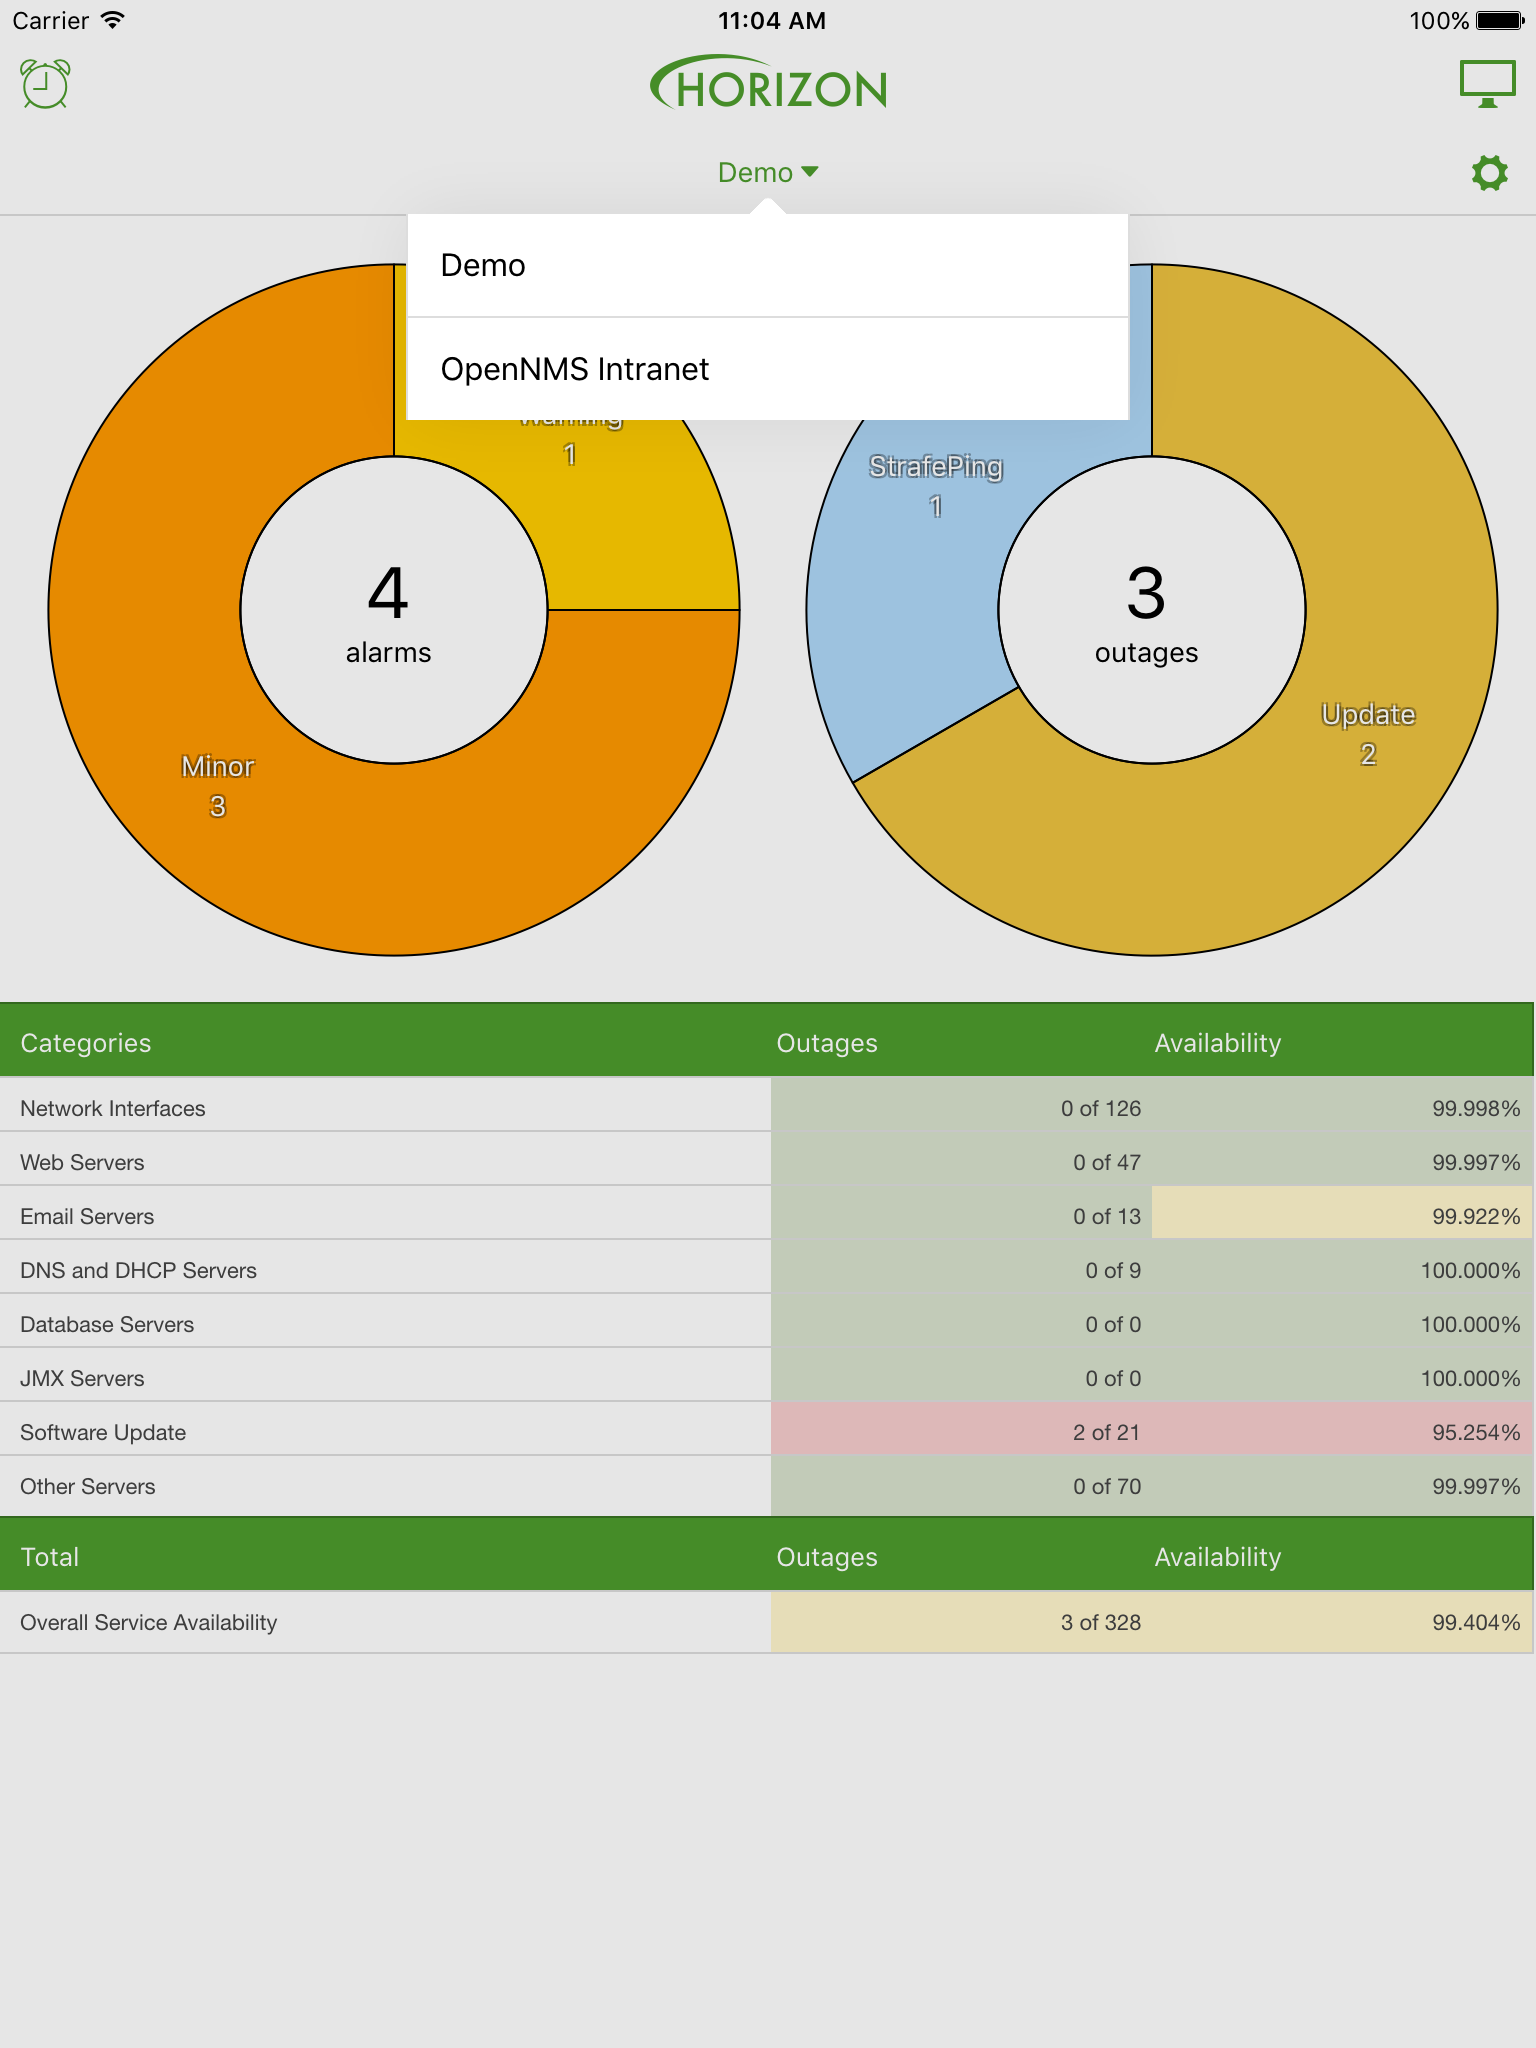 Carrier 11:04 AM 100%
HORIZON
Demo
Demo
OpenNMS Intranet
Warning
1
StrafePing
1
4
alarms
3
outages
Update
2
Minor
3
Categories Outages Availability
Network Interfaces 0 of 126 99.998%
Web Servers 0 of 47 99.997%
Email Servers 0 of 13 99.922%
DNS and DHCP Servers 0 of 9 100.000%
Database Servers 0 of 0 100.000%
JMX Servers 0 of 0 100.000%
Software Update 2 of 21 95.254%
Other Servers 0 of 70 99.997%
Total Outages Availability
Overall Service Availability 3 of 328 99.404%